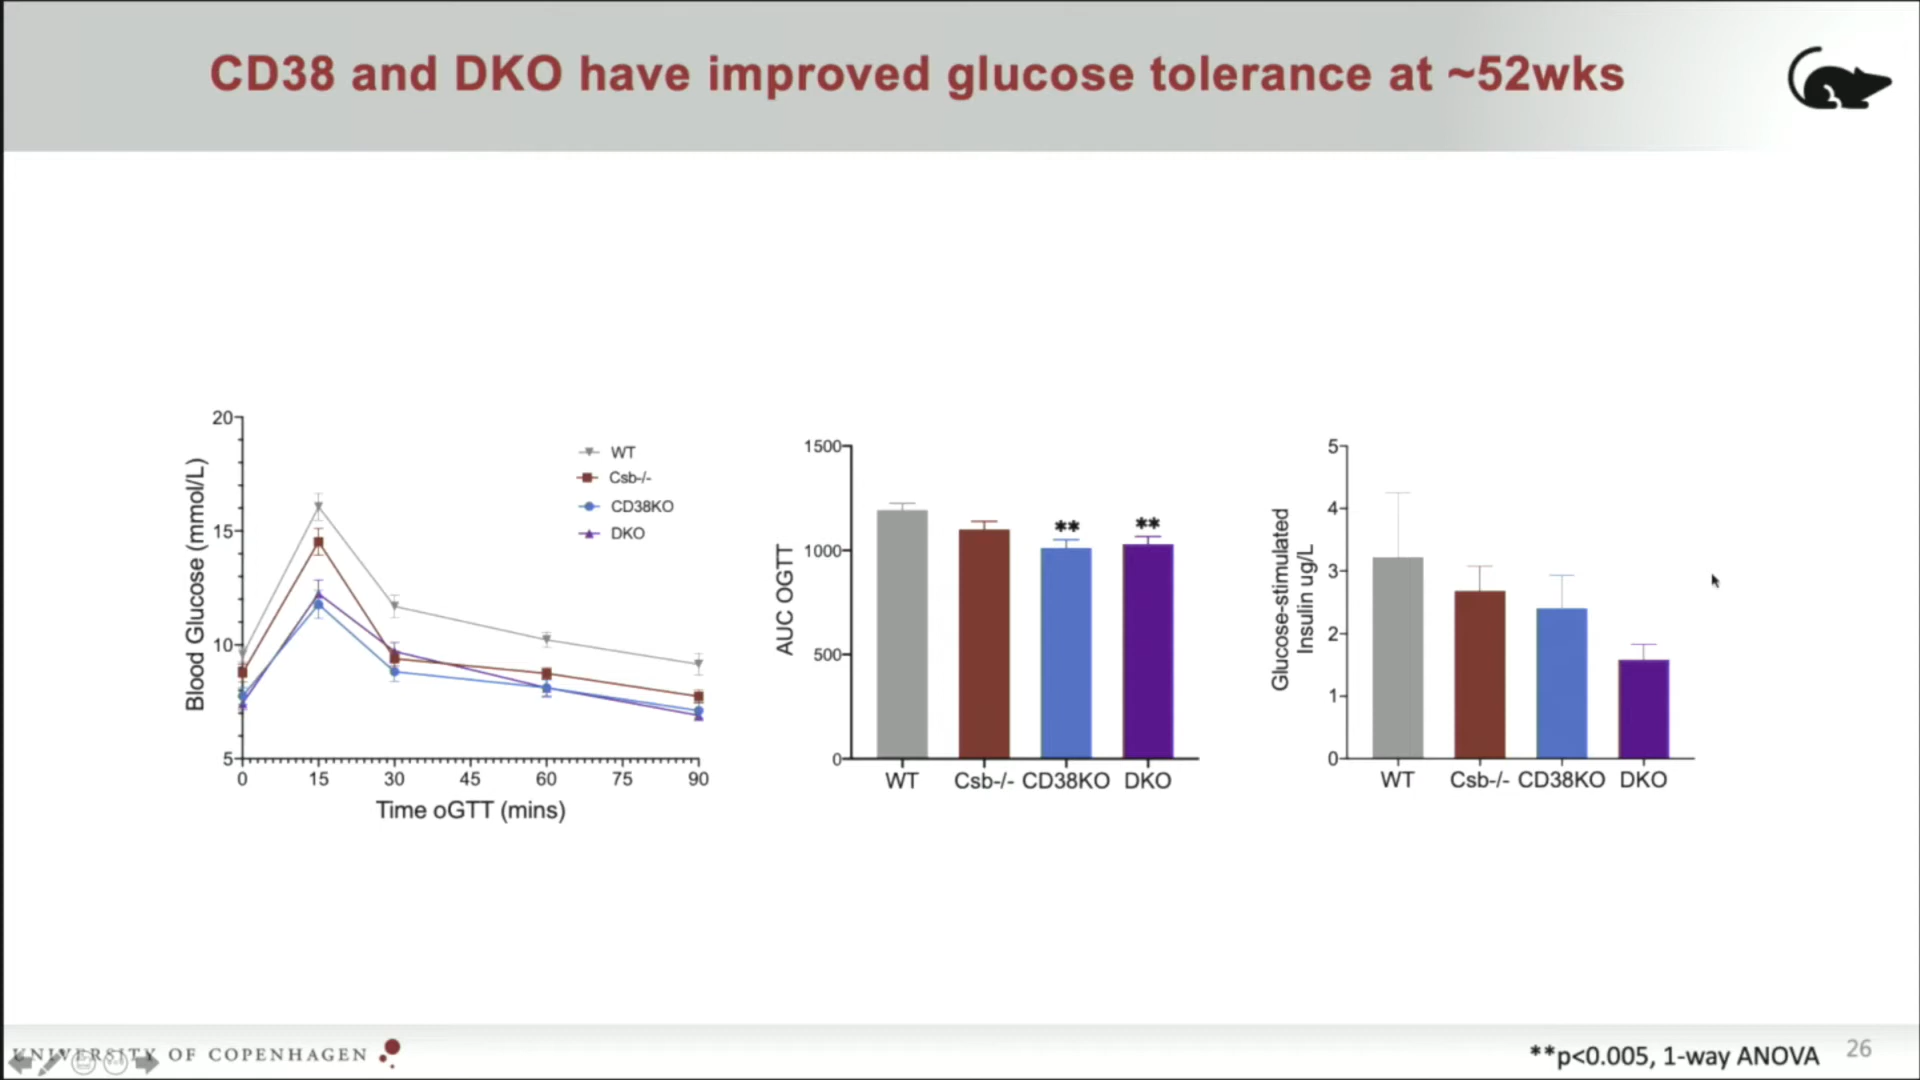 CD38 and DKO have improved glucose tolerance at ~52wks
20
15
10
5
Blood Glucose (mmol/L)
WT
Csb-/-
CD38KO
DKO
0 15 30 45 60 75 90
Time oGTT (mins)
1500
1000
500
0
AUC OGTT
** **
WT Csb-/- CD38KO DKO
5
4
3
2
1
0
Glucose-stimulated
Insulin ug/L
WT Csb-/- CD38KO DKO
UNIVERSITY OF COPENHAGEN
**p<0.005, 1-way ANOVA
26